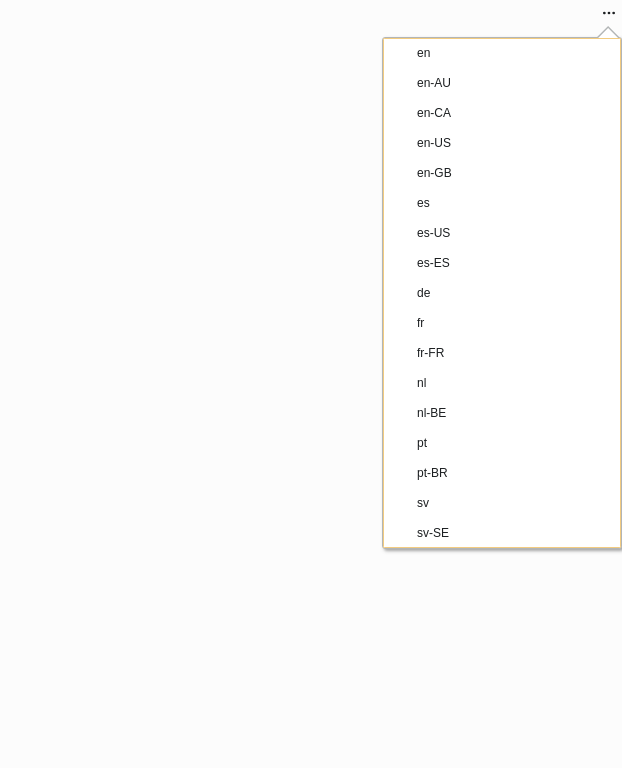 en
en-AU
en-CA
en-US
en-GB
es
es-US
es-ES
de
fr
fr-FR
nl
nl-BE
pt
pt-BR
sv
sv-SE